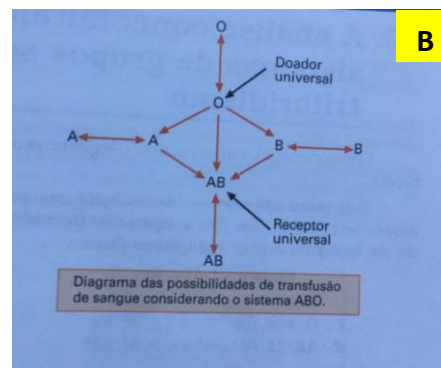 B
O
Doador
universal
O
A A B B
AB
Receptor
universal
AB
Diagrama das possibilidades de transfusão
de sangue considerando o sistema ABO.